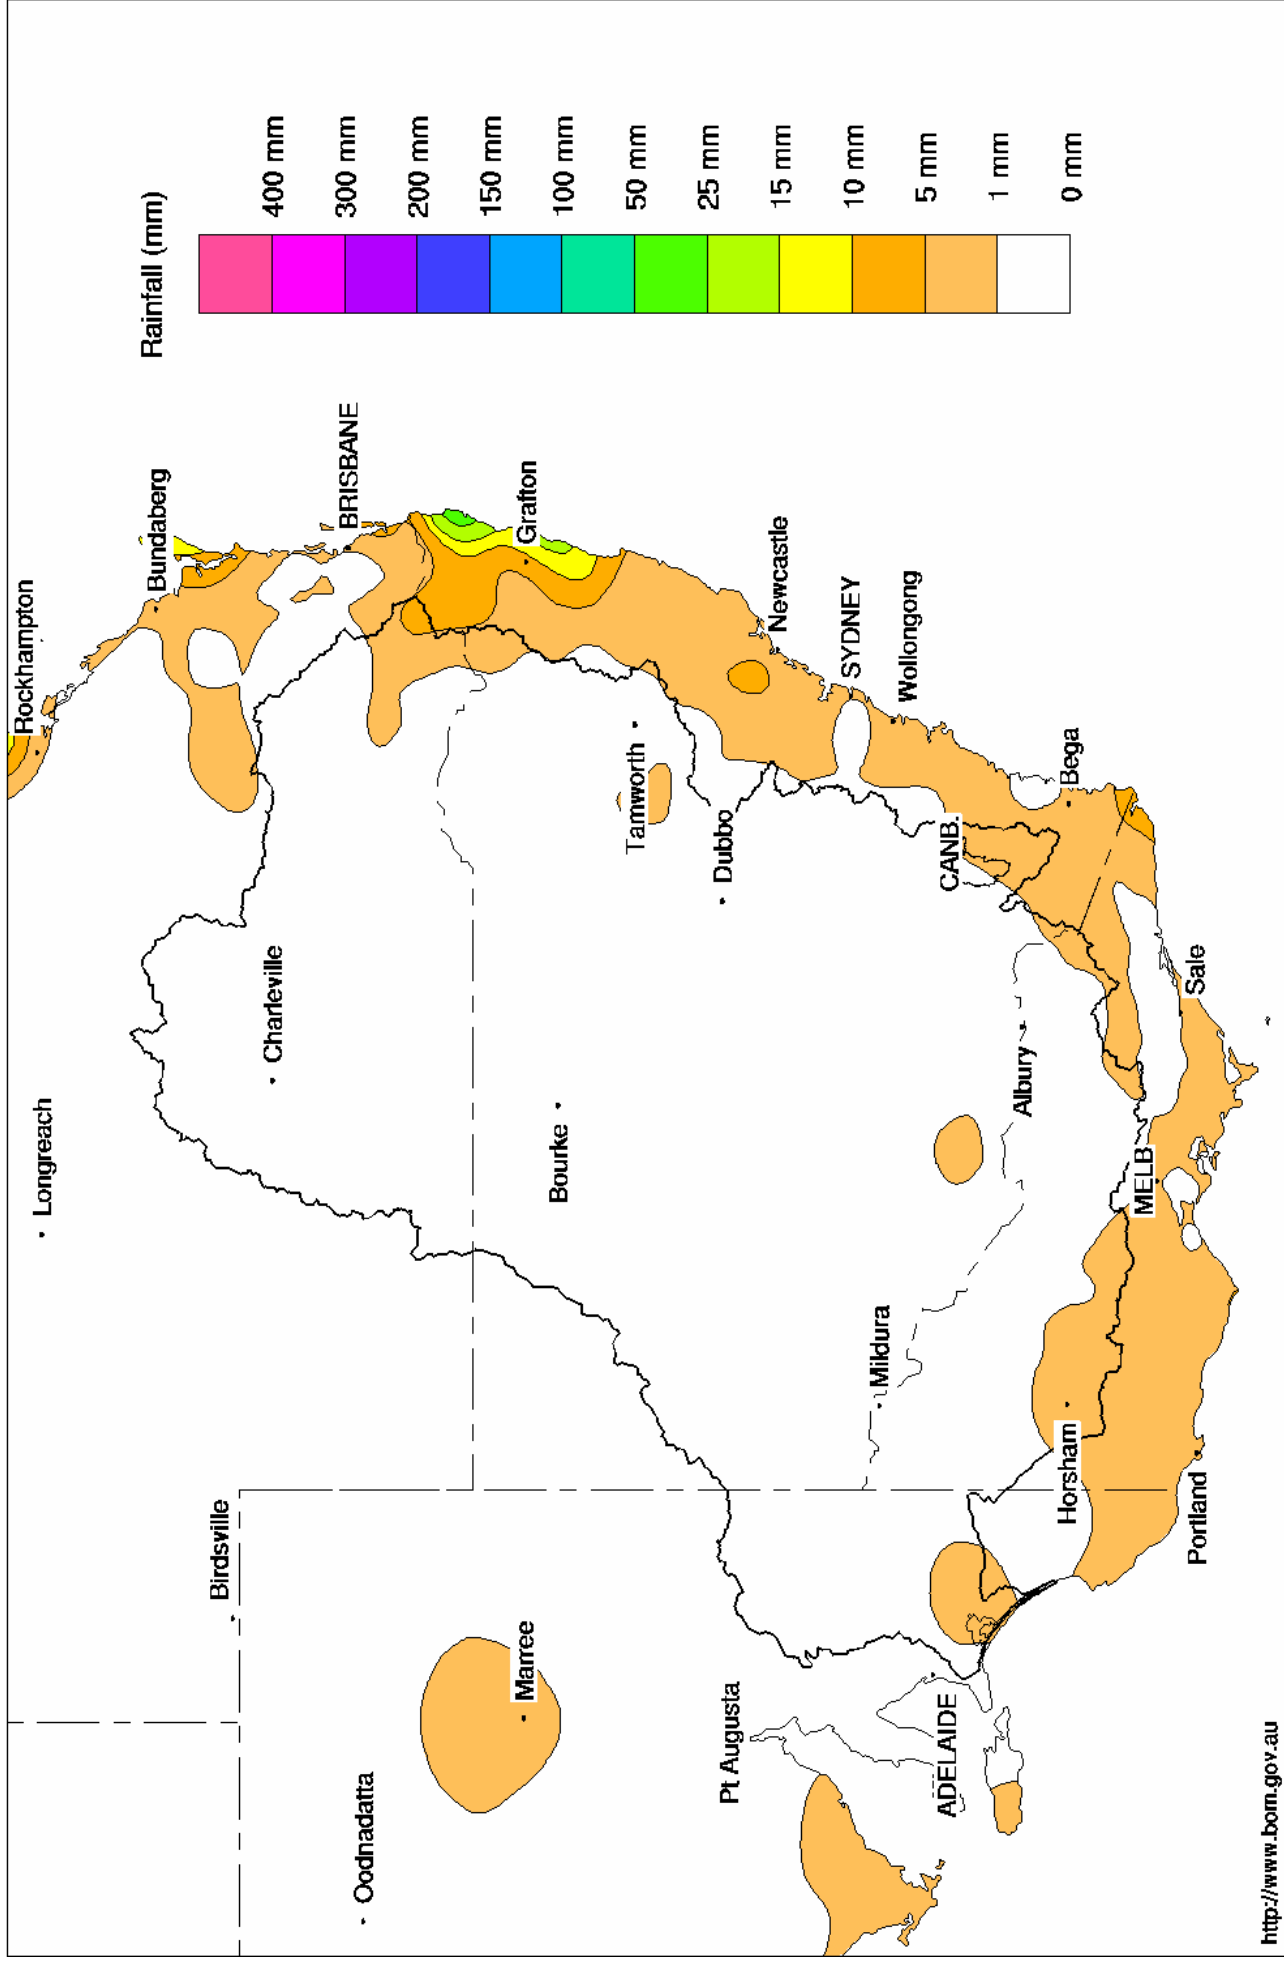 Rainfall (mm)
400 mm
300 mm
200 mm
150 mm
100 mm
50 mm
25 mm
15 mm
10 mm
5 mm
1 mm
0 mm
Rockhampton
Longreach
Bundaberg
Birdsville
Charleville
BRISBANE
Oodnadatta
Marree
Bourke
Grafton
Tamworth
Pt Augusta
Dubbo
Newcastle
Mildura
SYDNEY
ADELAIDE
CANB.
Wollongong
Albury
Horsham
Bega
MELB
Portland
Sale
http://www.bom.gov.au